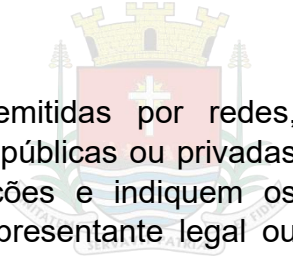 emitidas por redes,
públicas ou privadas
ções e indiquem os
presentante legal ou